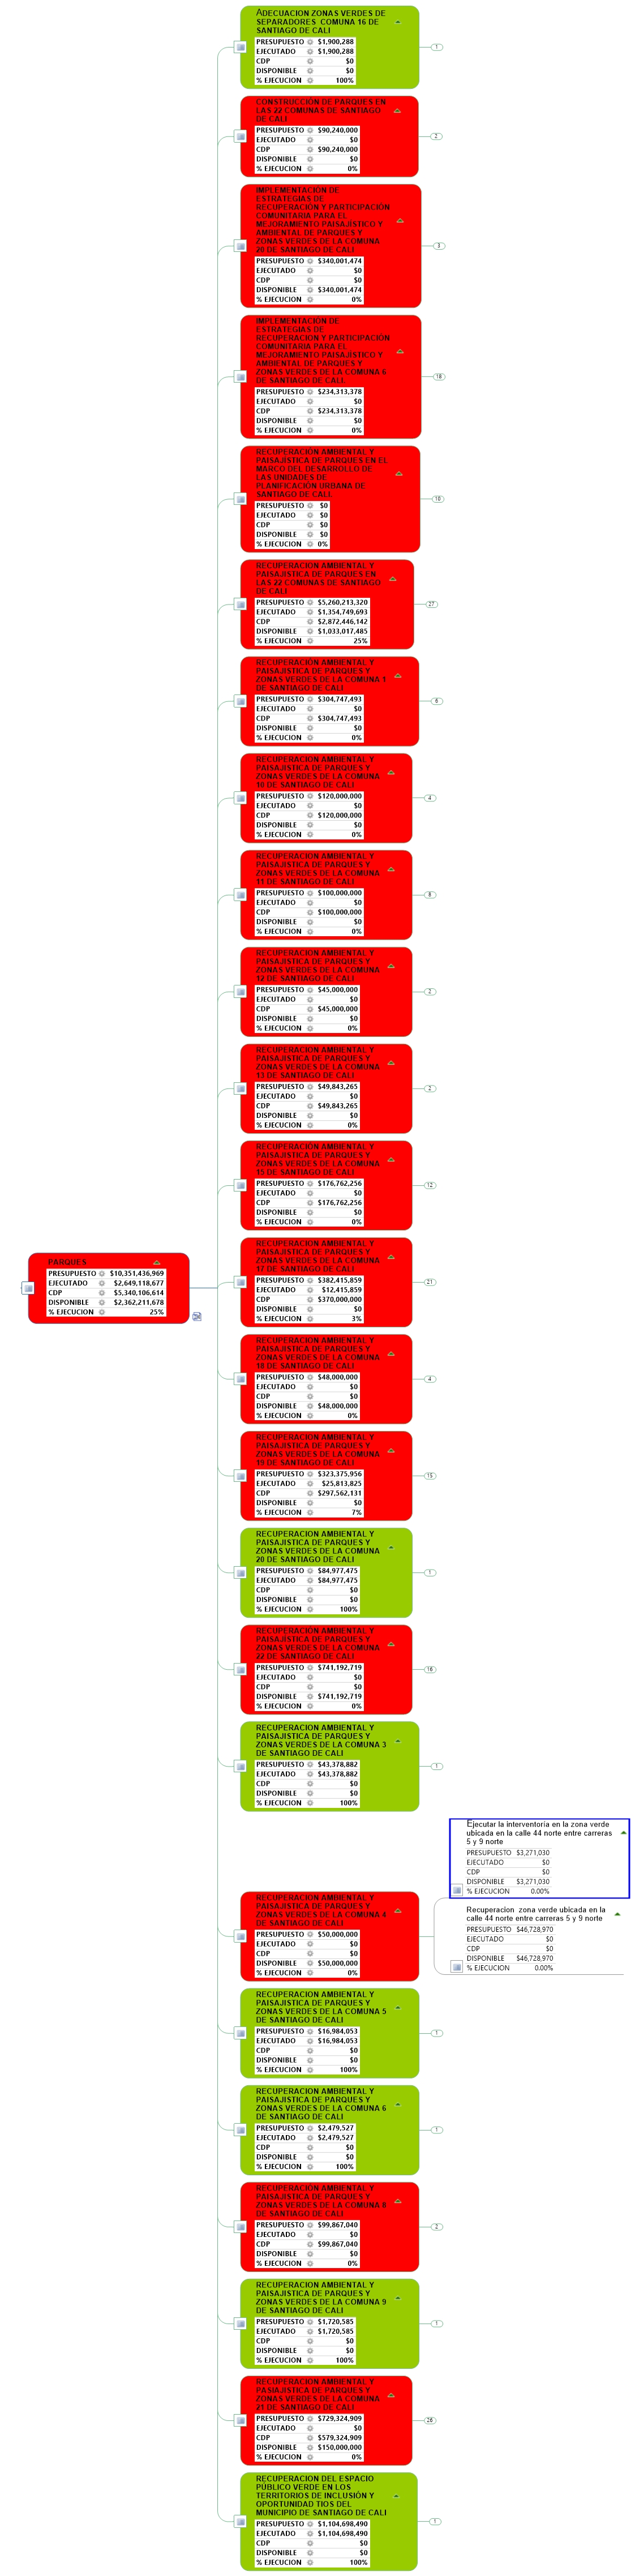 ADECUACION ZONAS VERDES DE
SEPARADORES COMUNA 16 DE
SANTIAGO DE CALI
PRESUPUESTO $1,900,288
EJECUTADO $1,900,288
CDP $0
DISPONIBLE $0
% EJECUCION 100%
1
CONSTRUCCIÓN DE PARQUES EN
LAS 22 COMUNAS DE SANTIAGO
DE CALI
PRESUPUESTO $90,240,000
EJECUTADO $0
CDP $90,240,000
DISPONIBLE $0
% EJECUCION 0%
2
IMPLEMENTACIÓN DE
ESTRATEGIAS DE
RECUPERACIÓN Y PARTICIPACIÓN
COMUNITARIA PARA EL
MEJORAMIENTO PAISAJÍSTICO Y
AMBIENTAL DE PARQUES Y
ZONAS VERDES DE LA COMUNA
20 DE SANTIAGO DE CALI
PRESUPUESTO $340,001,474
EJECUTADO $0
CDP $0
DISPONIBLE $340,001,474
% EJECUCION 0%
3
IMPLEMENTACIÓN DE
ESTRATEGIAS DE
RECUPERACIÓN Y PARTICIPACIÓN
COMUNITARIA PARA EL
MEJORAMIENTO PAISAJÍSTICO Y
AMBIENTAL DE PARQUES Y
ZONAS VERDES DE LA COMUNA 6
DE SANTIAGO DE CALI.
PRESUPUESTO $234,313,378
EJECUTADO $0
CDP $234,313,378
DISPONIBLE $0
% EJECUCION 0%
18
RECUPERACIÓN AMBIENTAL Y
PAISAJÍSTICA DE PARQUES EN EL
MARCO DEL DESARROLLO DE
LAS UNIDADES DE
PLANIFICACIÓN URBANA DE
SANTIAGO DE CALI.
PRESUPUESTO $0
EJECUTADO $0
CDP $0
DISPONIBLE $0
% EJECUCION 0%
10
RECUPERACIÓN AMBIENTAL Y
PAISAJISTICA DE PARQUES EN
LAS 22 COMUNAS DE SANTIAGO
DE CALI
PRESUPUESTO $5,260,213,320
EJECUTADO $1,354,749,693
CDP $2,872,446,142
DISPONIBLE $1,033,017,485
% EJECUCION 25%
27
RECUPERACIÓN AMBIENTAL Y
PAISAJISTICA DE PARQUES Y
ZONAS VERDES DE LA COMUNA 1
DE SANTIAGO DE CALI
PRESUPUESTO $304,747,493
EJECUTADO $0
CDP $304,747,493
DISPONIBLE $0
% EJECUCION 0%
6
RECUPERACIÓN AMBIENTAL Y
PAISAJISTICA DE PARQUES Y
ZONAS VERDES DE LA COMUNA
10 DE SANTIAGO DE CALI
PRESUPUESTO $120,000,000
EJECUTADO $0
CDP $120,000,000
DISPONIBLE $0
% EJECUCION 0%
4
RECUPERACIÓN AMBIENTAL Y
PAISAJISTICA DE PARQUES Y
ZONAS VERDES DE LA COMUNA
11 DE SANTIAGO DE CALI
PRESUPUESTO $100,000,000
EJECUTADO $0
CDP $100,000,000
DISPONIBLE $0
% EJECUCION 0%
8
RECUPERACIÓN AMBIENTAL Y
PAISAJISTICA DE PARQUES Y
ZONAS VERDES DE LA COMUNA
12 DE SANTIAGO DE CALI
PRESUPUESTO $45,000,000
EJECUTADO $0
CDP $45,000,000
DISPONIBLE $0
% EJECUCION 0%
2
RECUPERACIÓN AMBIENTAL Y
PAISAJISTICA DE PARQUES Y
ZONAS VERDES DE LA COMUNA
13 DE SANTIAGO DE CALI
PRESUPUESTO $49,843,265
EJECUTADO $0
CDP $49,843,265
DISPONIBLE $0
% EJECUCION 0%
2
RECUPERACIÓN AMBIENTAL Y
PAISAJISTICA DE PARQUES Y
ZONAS VERDES DE LA COMUNA
15 DE SANTIAGO DE CALI
PRESUPUESTO $176,762,256
EJECUTADO $0
CDP $176,762,256
DISPONIBLE $0
% EJECUCION 0%
12
PARQUES
PRESUPUESTO $10,351,436,969
EJECUTADO $2,649,118,677
CDP $5,340,106,614
DISPONIBLE $2,362,211,678
% EJECUCION 25%
RECUPERACIÓN AMBIENTAL Y
PAISAJISTICA DE PARQUES Y
ZONAS VERDES DE LA COMUNA
17 DE SANTIAGO DE CALI
PRESUPUESTO $382,415,859
EJECUTADO $12,415,859
CDP $370,000,000
DISPONIBLE $0
% EJECUCION 3%
21
RECUPERACIÓN AMBIENTAL Y
PAISAJISTICA DE PARQUES Y
ZONAS VERDES DE LA COMUNA
18 DE SANTIAGO DE CALI
PRESUPUESTO $48,000,000
EJECUTADO $0
CDP $0
DISPONIBLE $48,000,000
% EJECUCION 0%
4
RECUPERACIÓN AMBIENTAL Y
PAISAJISTICA DE PARQUES Y
ZONAS VERDES DE LA COMUNA
19 DE SANTIAGO DE CALI
PRESUPUESTO $323,375,956
EJECUTADO $25,813,825
CDP $297,562,131
DISPONIBLE $0
% EJECUCION 7%
15
RECUPERACIÓN AMBIENTAL Y
PAISAJISTICA DE PARQUES Y
ZONAS VERDES DE LA COMUNA
20 DE SANTIAGO DE CALI
PRESUPUESTO $84,977,475
EJECUTADO $84,977,475
CDP $0
DISPONIBLE $0
% EJECUCION 100%
1
RECUPERACIÓN AMBIENTAL Y
PAISAJISTICA DE PARQUES Y
ZONAS VERDES DE LA COMUNA
22 DE SANTIAGO DE CALI
PRESUPUESTO $741,192,719
EJECUTADO $0
CDP $0
DISPONIBLE $741,192,719
% EJECUCION 0%
16
RECUPERACION AMBIENTAL Y
PAISAJISTICA DE PARQUES Y
ZONAS VERDES DE LA COMUNA 3
DE SANTIAGO DE CALI
PRESUPUESTO $43,378,882
EJECUTADO $43,378,882
CDP $0
DISPONIBLE $0
% EJECUCION 100%
1
Ejecutar la interventoría en la zona verde
ubicada en la calle 44 norte entre carreras
5 y 9 norte
PRESUPUESTO $3,271,030
EJECUTADO $0
CDP $0
DISPONIBLE $3,271,030
% EJECUCION 0.00%
RECUPERACIÓN AMBIENTAL Y
PAISAJISTICA DE PARQUES Y
ZONAS VERDES DE LA COMUNA 4
DE SANTIAGO DE CALI
PRESUPUESTO $50,000,000
EJECUTADO $0
CDP $0
DISPONIBLE $50,000,000
% EJECUCION 0%
Recuperacion zona verde ubicada en la
calle 44 norte entre carreras 5 y 9 norte
PRESUPUESTO $46,728,970
EJECUTADO $0
CDP $0
DISPONIBLE $46,728,970
% EJECUCION 0.00%
RECUPERACION AMBIENTAL Y
PAISAJISTICA DE PARQUES Y
ZONAS VERDES DE LA COMUNA 5
DE SANTIAGO DE CALI
PRESUPUESTO $16,984,053
EJECUTADO $16,984,053
CDP $0
DISPONIBLE $0
% EJECUCION 100%
1
RECUPERACION AMBIENTAL Y
PAISAJISTICA DE PARQUES Y
ZONAS VERDES DE LA COMUNA 6
DE SANTIAGO DE CALI
PRESUPUESTO $2,479,527
EJECUTADO $2,479,527
CDP $0
DISPONIBLE $0
% EJECUCION 100%
1
RECUPERACIÓN AMBIENTAL Y
PAISAJISTICA DE PARQUES Y
ZONAS VERDES DE LA COMUNA 8
DE SANTIAGO DE CALI
PRESUPUESTO $99,867,040
EJECUTADO $0
CDP $99,867,040
DISPONIBLE $0
% EJECUCION 0%
2
RECUPERACION AMBIENTAL Y
PAISAJISTICA DE PARQUES Y
ZONAS VERDES DE LA COMUNA 9
DE SANTIAGO DE CALI
PRESUPUESTO $1,720,585
EJECUTADO $1,720,585
CDP $0
DISPONIBLE $0
% EJECUCION 100%
1
RECUPERACIÓN AMBIENTAL Y
PASIAJISTICA DE PARQUES Y
ZONAS VERDES DE LA COMUNA
21 DE SANTIAGO DE CALI
PRESUPUESTO $729,324,909
EJECUTADO $0
CDP $579,324,909
DISPONIBLE $150,000,000
% EJECUCION 0%
26
RECUPERACION DEL ESPACIO
PÚBLICO VERDE EN LOS
TERRITORIOS DE INCLUSIÓN Y
OPORTUNIDAD TIOS DEL
MUNICIPIO DE SANTIAGO DE CALI
PRESUPUESTO $1,104,698,490
EJECUTADO $1,104,698,490
CDP $0
DISPONIBLE $0
% EJECUCION 100%
1